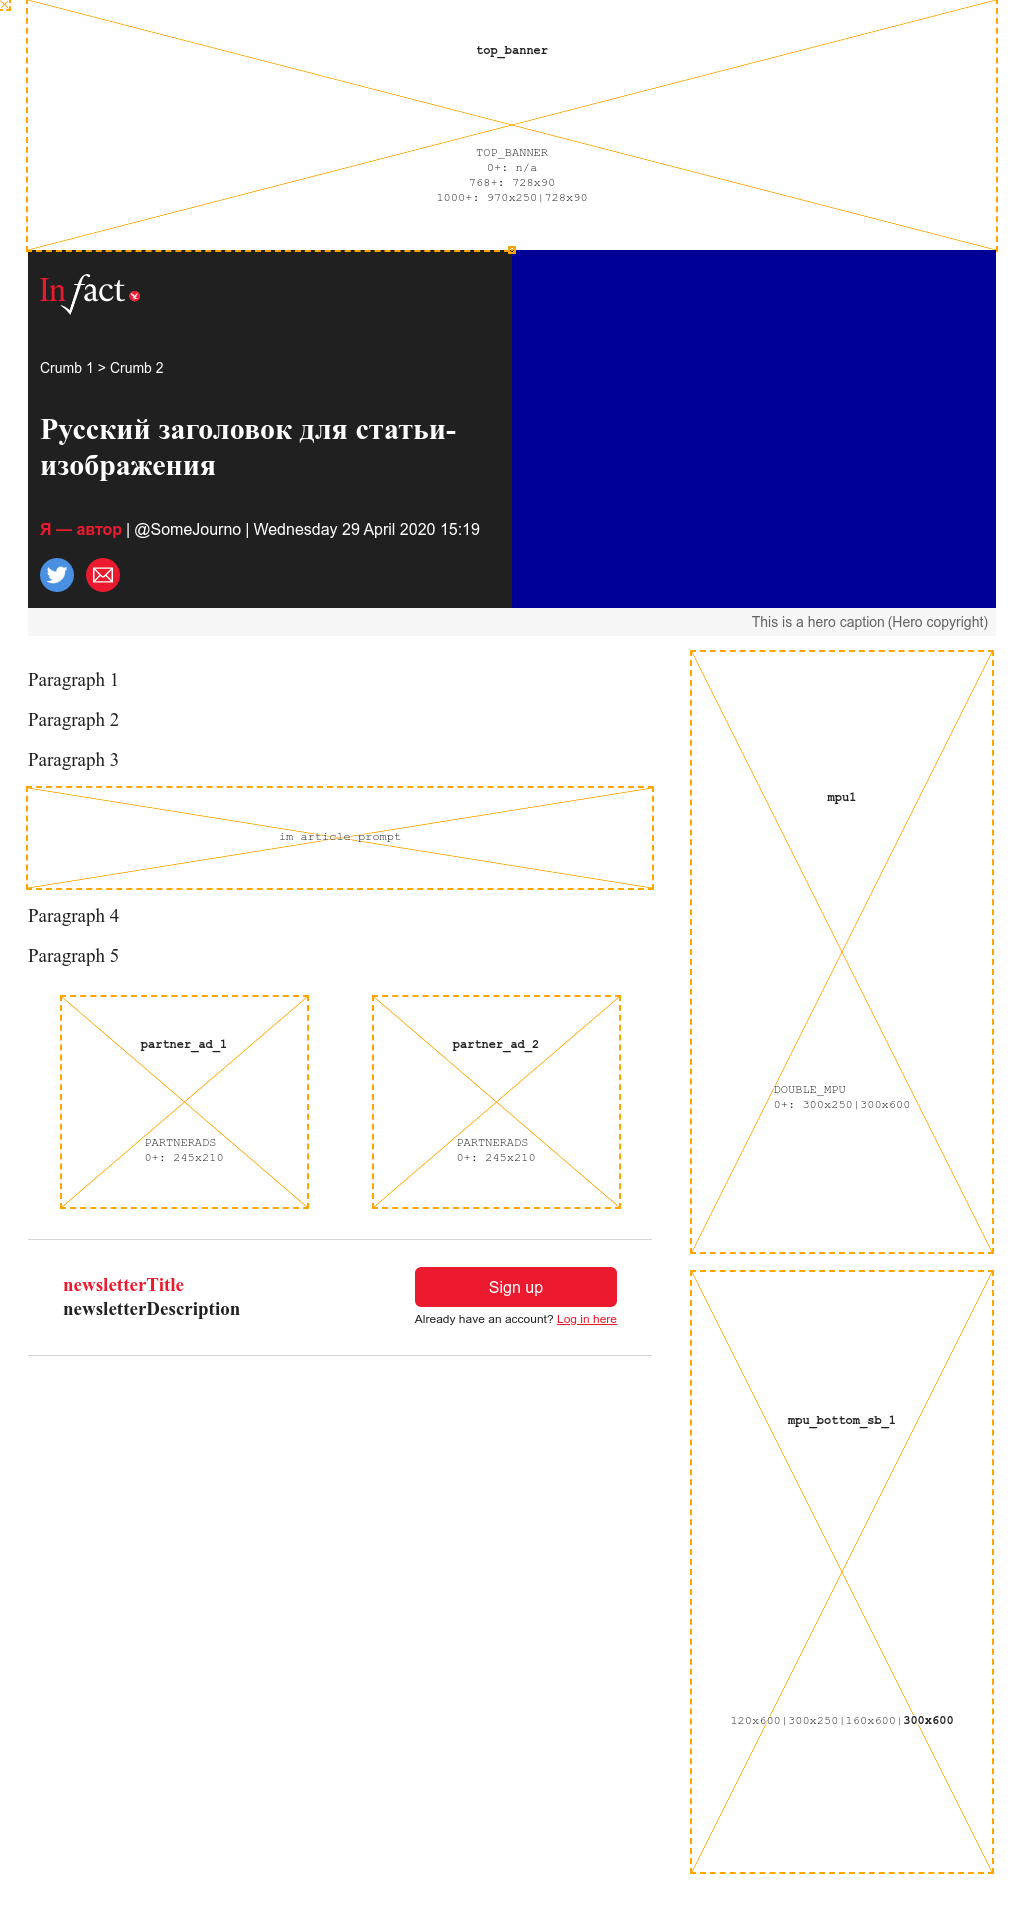 top_banner
TOP_BANNER
0+: n/a
768+: 728x90
1000+: 970x250|728x90
In fact.
Crumb 1 > Crumb 2
Русский заголовок для статьи-
изображения
Я — автор | @SomeJourno | Wednesday 29 April 2020 15:19
This is a hero caption (Hero copyright)
Paragraph 1
Paragraph 2
Paragraph 3
im_article_prompt
Paragraph 4
Paragraph 5
partner_ad_1
PARTNERADS
0+: 245x210
partner_ad_2
PARTNERADS
0+: 245x210
newsletterTitle
newsletterDescription
Sign up
Already have an account? Log in here
mpu1
DOUBLE_MPU
0+: 300x250|300x600
mpu_bottom_sb_1
120x600|300x250|160x600|300x600